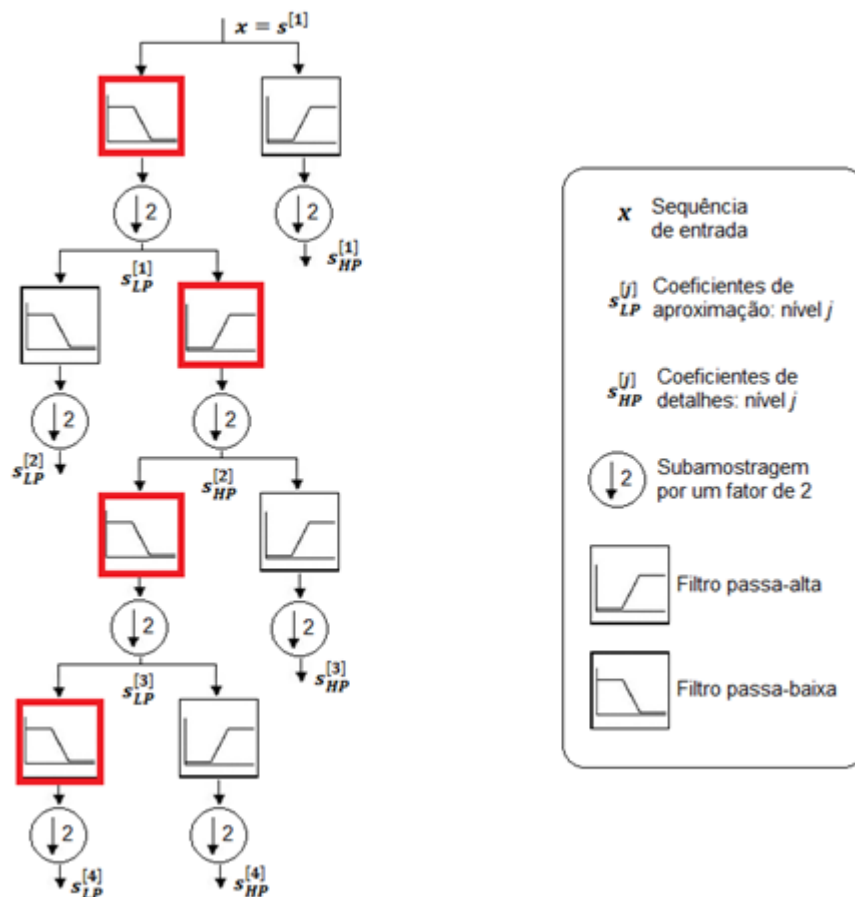 x = s^[1]
↓2
↓2
s_LP^[1]
s_HP^[1]
↓2
↓2
s_LP^[2]
s_HP^[2]
↓2
↓2
s_LP^[3]
s_HP^[3]
↓2
↓2
s_LP^[4]
s_HP^[4]
x Sequência
de entrada
s_LP^[j] Coeficientes de
aproximação: nível j
s_HP^[j] Coeficientes de
detalhes: nível j
↓2 Subamostragem
por um fator de 2
Filtro passa-alta
Filtro passa-baixa